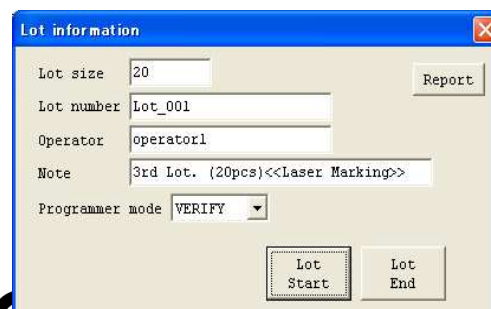 Lot information
Lot size 20
Report
Lot number Lot_001
Operator operator1
Note 3rd Lot. (20pcs)<<Laser Marking>>
Programmer mode VERIFY
Lot Start
Lot End